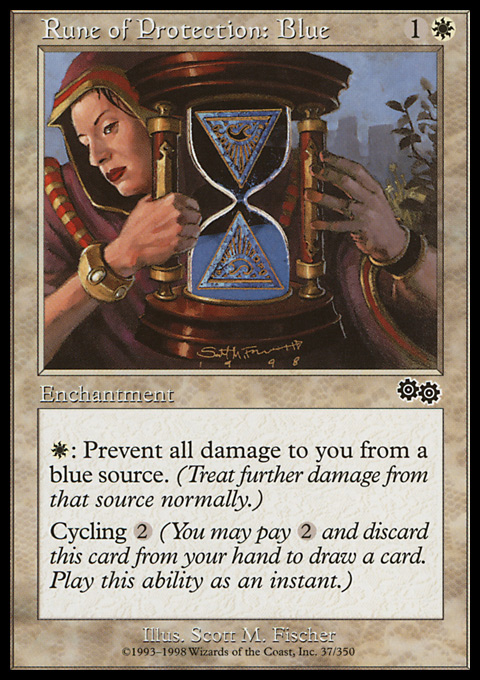 Rune of Protection: Blue 1
1998
Enchantment
: Prevent all damage to you from a
blue source. (Treat further damage from
that source normally.)
Cycling 2 (You may pay 2 and discard
this card from your hand to draw a card.
Play this ability as an instant.)
Illus. Scott M. Fischer
©1993–1998 Wizards of the Coast, Inc. 37/350